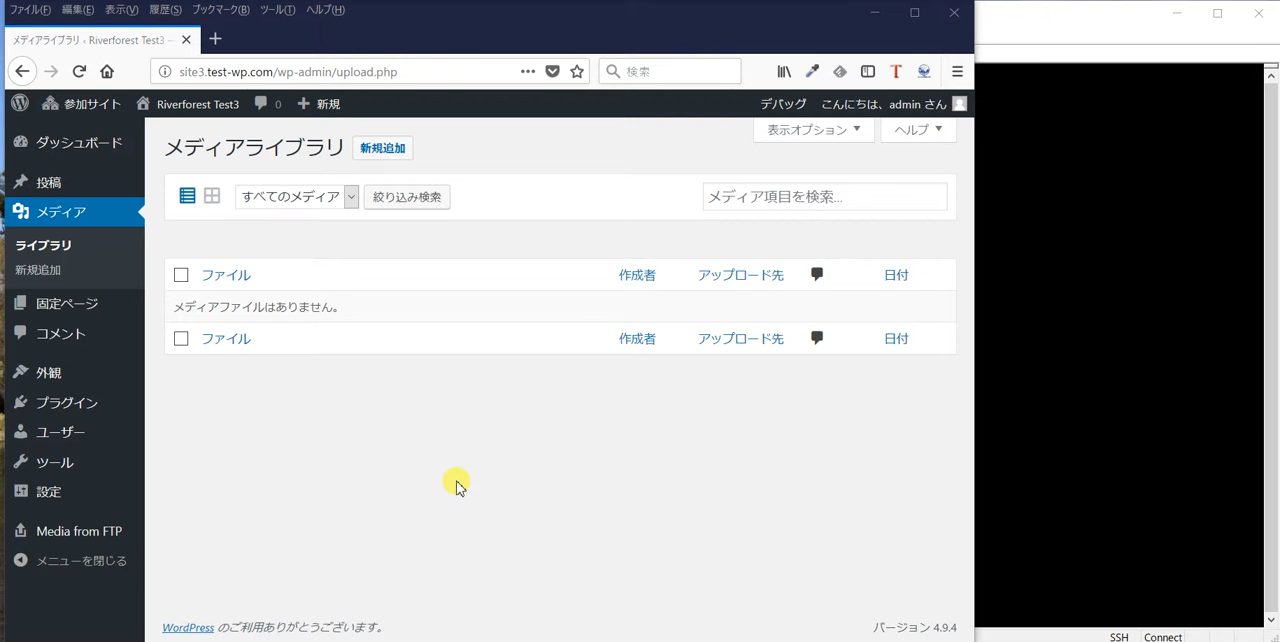 ファイル(F) 編集(E) 表示(V) 履歴(S) ブックマーク(B) ツール(T) ヘルプ(H)
メディアライブラリ ‹ Riverforest Test3 —
site3.test-wp.com/wp-admin/upload.php
検索
参加サイト Riverforest Test3 0 新規 デバッグ こんにちは、admin さん
表示オプション ヘルプ
メディアライブラリ 新規追加
すべてのメディア 絞り込み検索 メディア項目を検索...
ファイル 作成者 アップロード先 日付
メディアファイルはありません。
ファイル 作成者 アップロード先 日付
ダッシュボード
投稿
メディア
ライブラリ
新規追加
固定ページ
コメント
外観
プラグイン
ユーザー
ツール
設定
Media from FTP
メニューを閉じる
WordPress のご利用ありがとうございます。 バージョン 4.9.4
SSH Connect